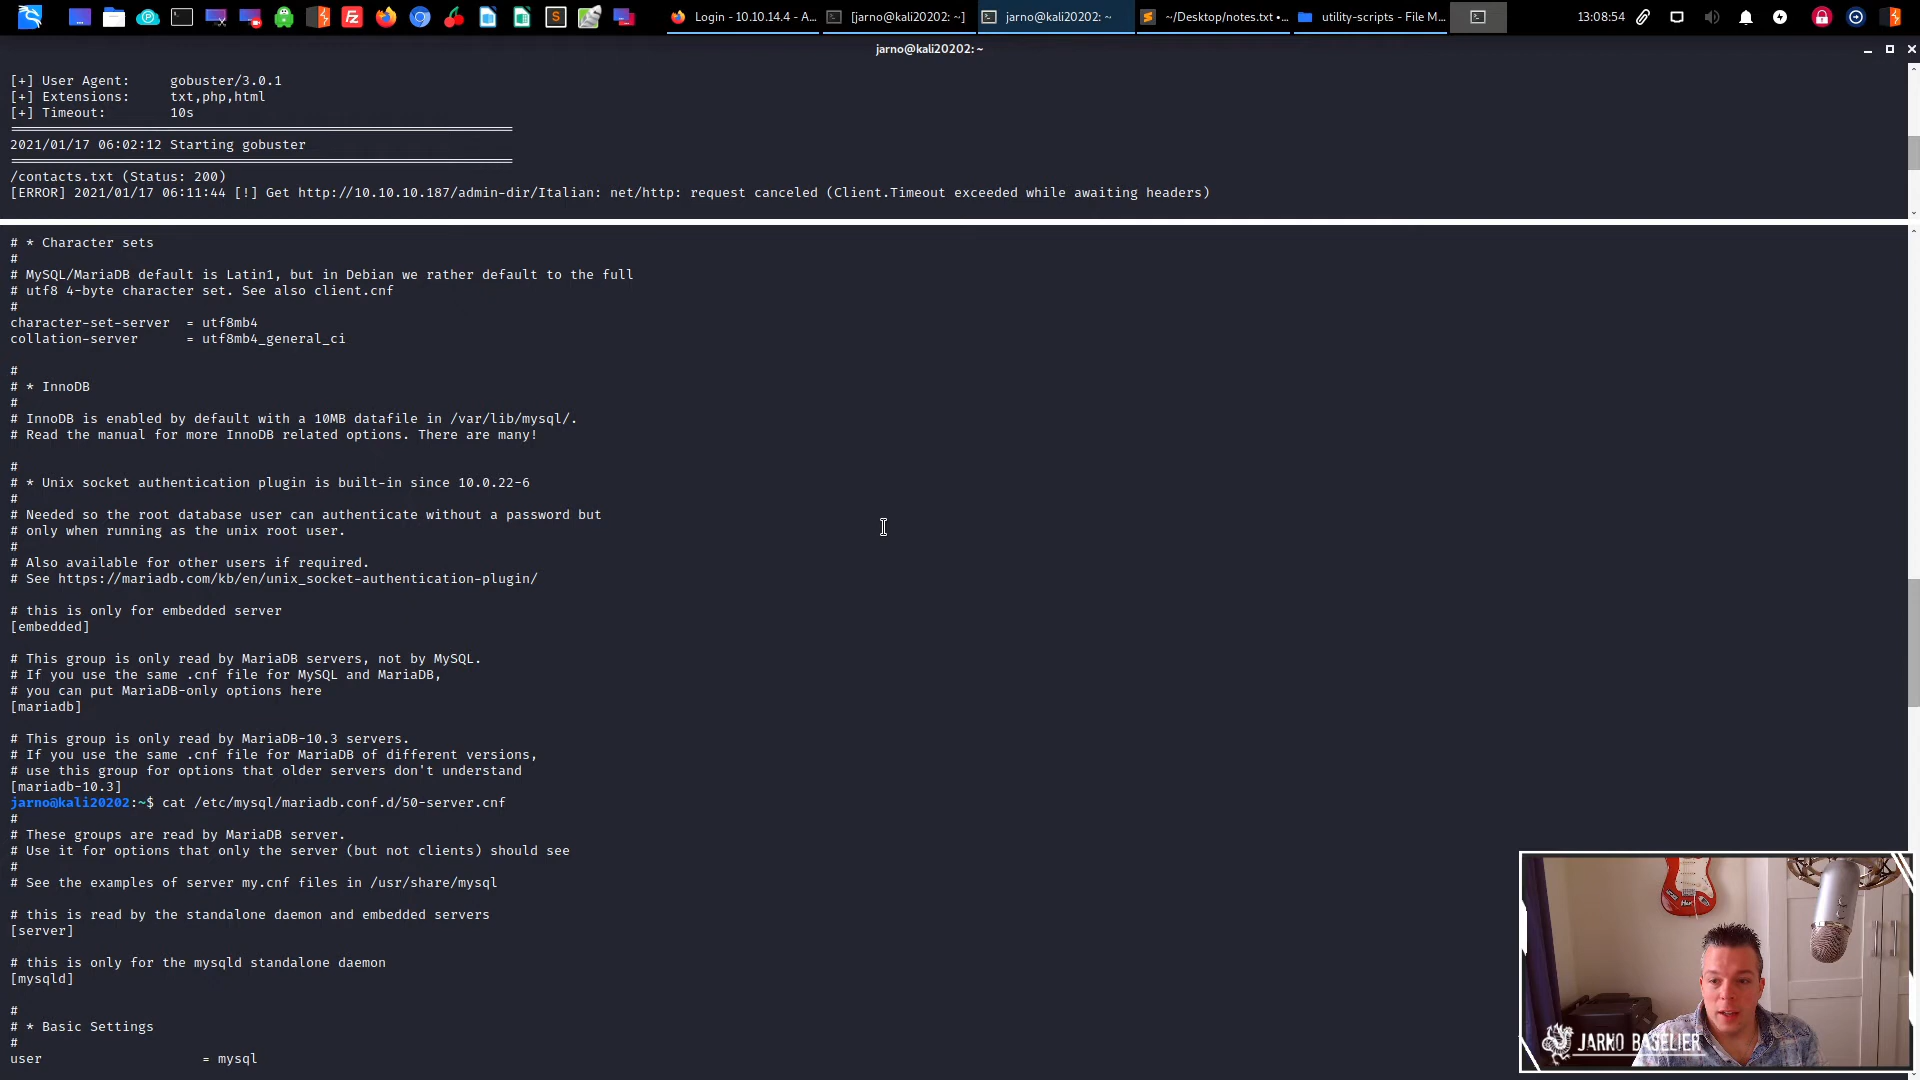 Login - 10.10.14.4 - A...
[jarno@kali20202: ~]
jarno@kali20202: ~
~/Desktop/notes.txt •...
utility-scripts - File M...
13:08:54
jarno@kali20202: ~
[+] User Agent:     gobuster/3.0.1
[+] Extensions:     txt,php,html
[+] Timeout:        10s
===============================================================
2021/01/17 06:02:12 Starting gobuster
===============================================================
/contacts.txt (Status: 200)
[ERROR] 2021/01/17 06:11:44 [!] Get http://10.10.10.187/admin-dir/Italian: net/http: request canceled (Client.Timeout exceeded while awaiting headers)
# * Character sets
#
# MySQL/MariaDB default is Latin1, but in Debian we rather default to the full
# utf8 4-byte character set. See also client.cnf
#
character-set-server  = utf8mb4
collation-server      = utf8mb4_general_ci
#
# * InnoDB
#
# InnoDB is enabled by default with a 10MB datafile in /var/lib/mysql/.
# Read the manual for more InnoDB related options. There are many!
#
# * Unix socket authentication plugin is built-in since 10.0.22-6
#
# Needed so the root database user can authenticate without a password but
# only when running as the unix root user.
#
# Also available for other users if required.
# See https://mariadb.com/kb/en/unix_socket-authentication-plugin/
# this is only for embedded server
[embedded]
# This group is only read by MariaDB servers, not by MySQL.
# If you use the same .cnf file for MySQL and MariaDB,
# you can put MariaDB-only options here
[mariadb]
# This group is only read by MariaDB-10.3 servers.
# If you use the same .cnf file for MariaDB of different versions,
# use this group for options that older servers don't understand
[mariadb-10.3]
jarno@kali20202:~$ cat /etc/mysql/mariadb.conf.d/50-server.cnf
#
# These groups are read by MariaDB server.
# Use it for options that only the server (but not clients) should see
#
# See the examples of server my.cnf files in /usr/share/mysql
# this is read by the standalone daemon and embedded servers
[server]
# this is only for the mysqld standalone daemon
[mysqld]
#
# * Basic Settings
#
user                    = mysql
JARNO BASELIER